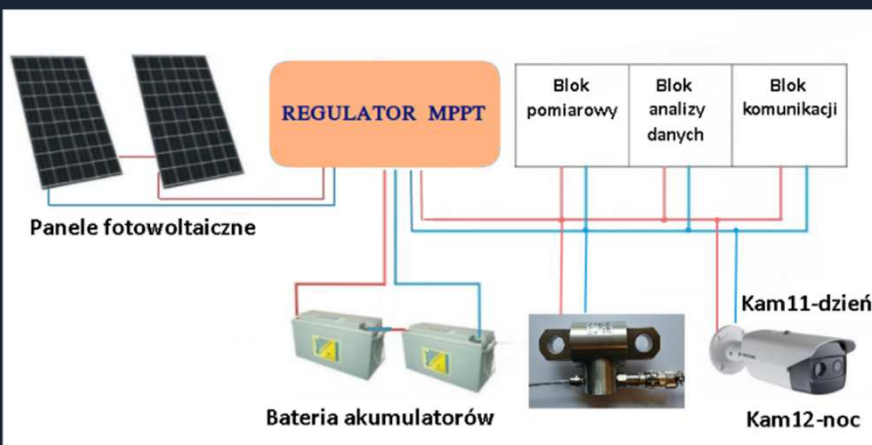 REGULATOR MPPT
Blok
pomiarowy
Blok
analizy
danych
Blok
komunikacji
Panele fotowoltaiczne
Kam11-dzień
Bateria akumulatorów
Kam12-noc